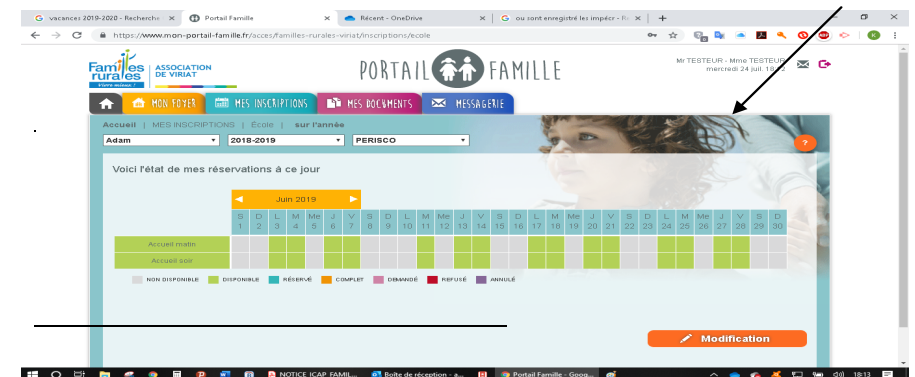 vacances 2019-2020 - Recherche
Portail Famille
Récent - OneDrive
ou sont enregistré les impécr - Re
https://www.mon-portail-famille.fr/acces/familles-rurales-viriat/inscriptions/ecole
Familles rurales
Vivre mieux !
ASSOCIATION
DE VIRIAT
PORTAIL FAMILLE
Mr TESTEUR - Mme TESTEUR
mercredi 24 juil. 18:12
MON FOYER MES INSCRIPTIONS MES DOCUMENTS MESSAGERIE
Accueil | MES INSCRIPTIONS | École | sur l'année
Adam 2018-2019 PERISCO
?
Voici l'état de mes réservations à ce jour
Juin 2019
S D L M Me J V S D L M Me J V S D L M Me J V S D L M Me J V S D
1 2 3 4 5 6 7 8 9 10 11 12 13 14 15 16 17 18 19 20 21 22 23 24 25 26 27 28 29 30
Accueil matin
Accueil soir
NON DISPONIBLE DISPONIBLE RÉSERVÉ COMPLET DEMANDÉ REFUSÉ ANNULÉ
Modification
NOTICE ICAP FAMIL...
Boîte de réception - a...
Portail Famille - Goog...
18:13